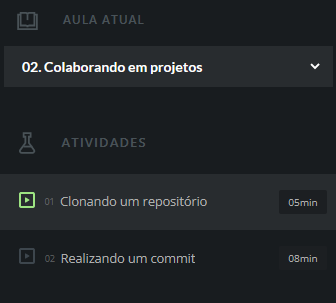 AULA ATUAL
02. Colaborando em projetos
ATIVIDADES
01 Clonando um repositório 05min
02 Realizando um commit 08min